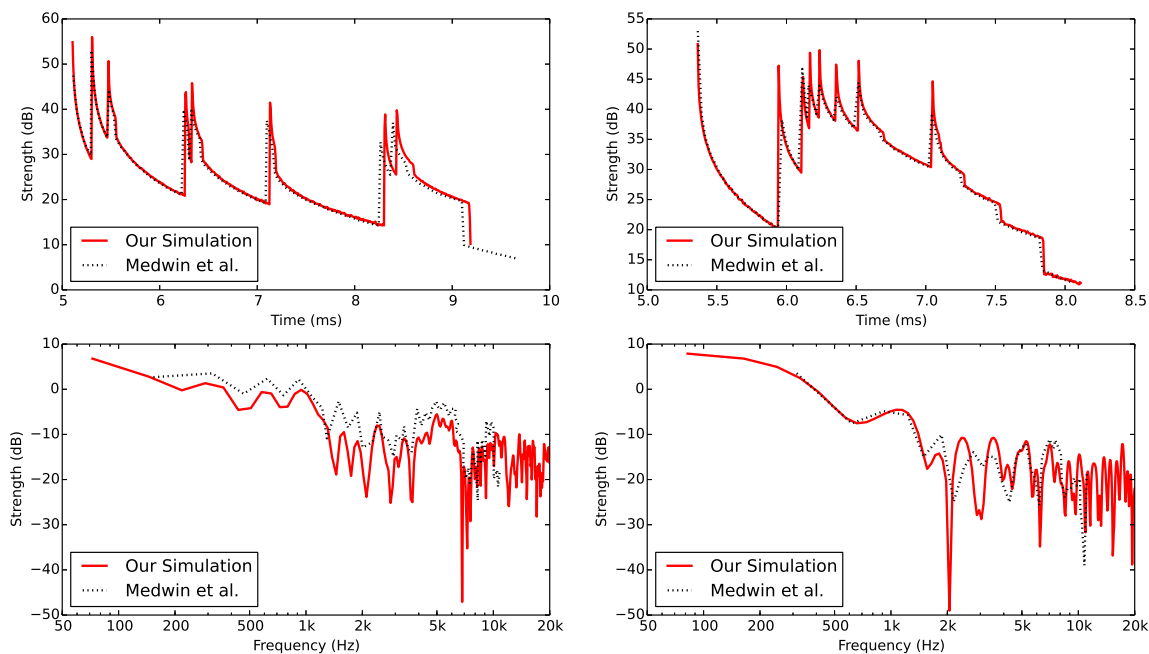 60
50
40
30
20
10
0
Strength (dB)
Our Simulation
Medwin et al.
5 6 7 8 9 10
Time (ms)
55
50
45
40
35
30
25
20
15
10
Strength (dB)
Our Simulation
Medwin et al.
5.0 5.5 6.0 6.5 7.0 7.5 8.0 8.5
Time (ms)
10
0
−10
−20
−30
−40
−50
Strength (dB)
Our Simulation
Medwin et al.
50 100 500 1k 5k 10k 20k
Frequency (Hz)
10
0
−10
−20
−30
−40
−50
Strength (dB)
Our Simulation
Medwin et al.
50 100 500 1k 2k 5k 10k 20k
Frequency (Hz)